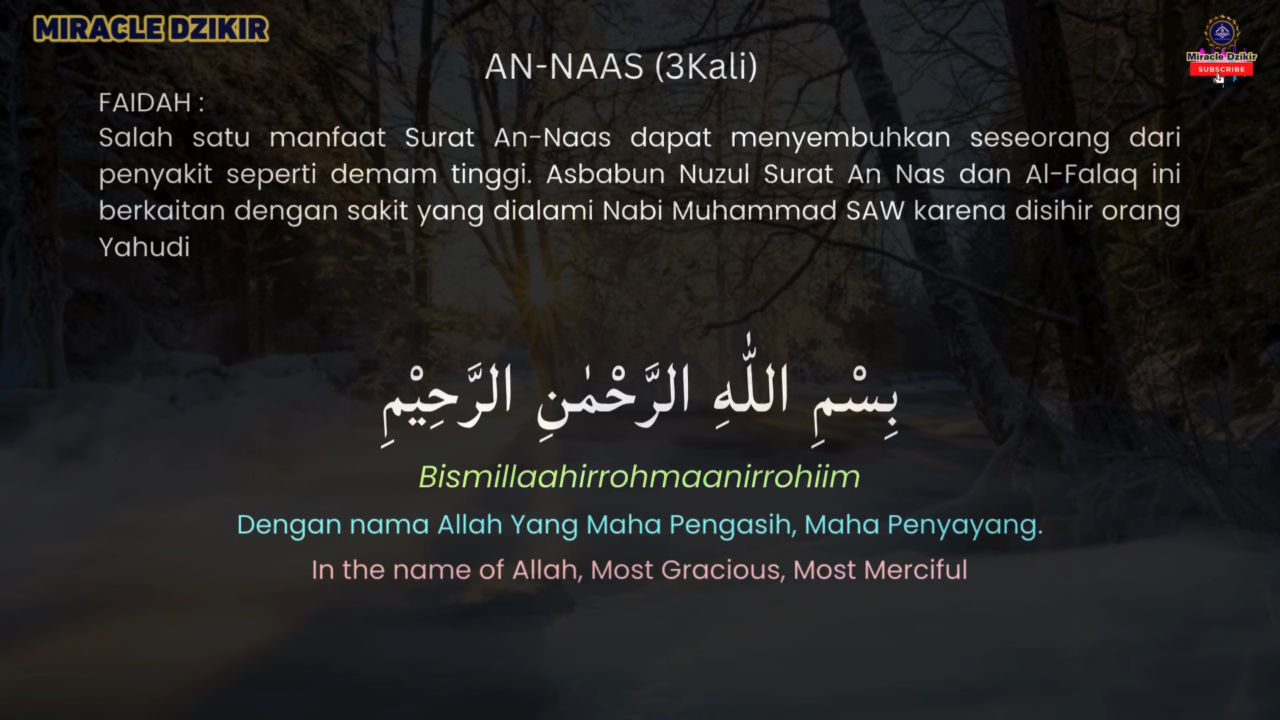 MIRACLE DZIKIR
Miracle Dzikir
SUBSCRIBE
AN-NAAS (3Kali)
FAIDAH :
Salah satu manfaat Surat An-Naas dapat menyembuhkan seseorang dari
penyakit seperti demam tinggi. Asbabun Nuzul Surat An Nas dan Al-Falaq ini
berkaitan dengan sakit yang dialami Nabi Muhammad SAW karena disihir orang
Yahudi
بِسْمِ اللّٰهِ الرَّحْمٰنِ الرَّحِيْمِ
Bismillaahirrohmaanirrohiim
Dengan nama Allah Yang Maha Pengasih, Maha Penyayang.
In the name of Allah, Most Gracious, Most Merciful